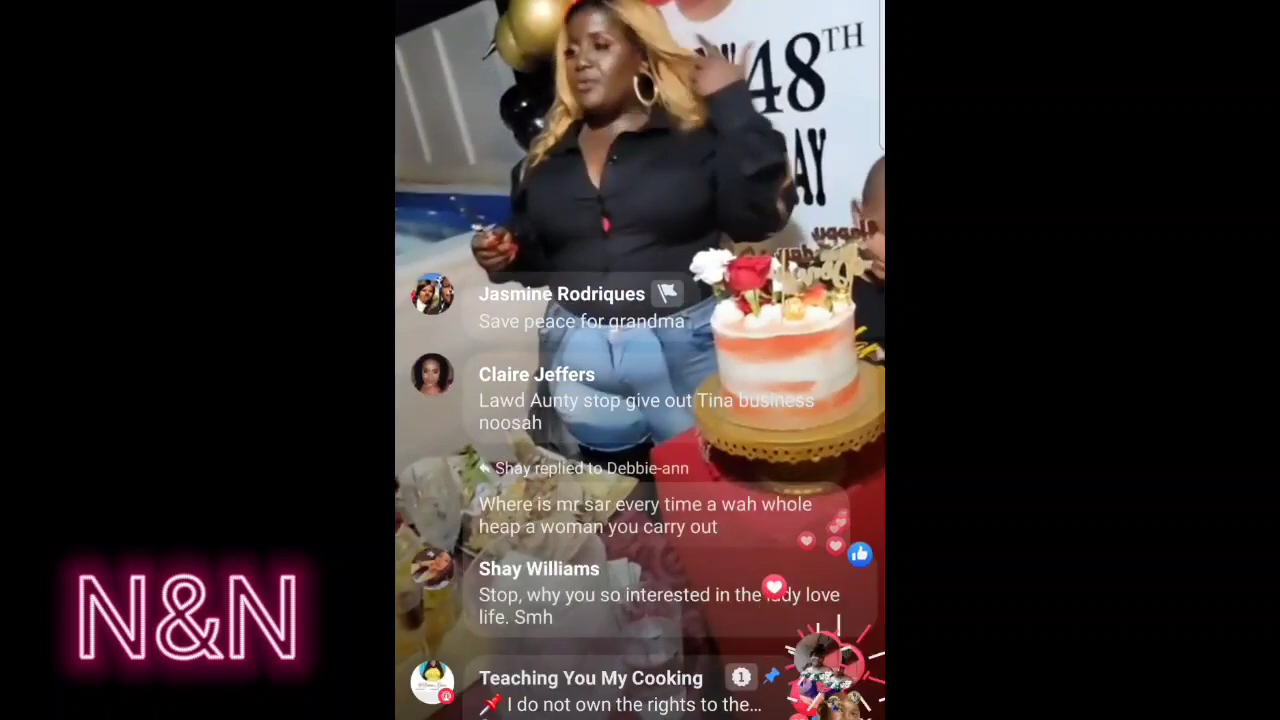 48TH
AY
Jasmine Rodriques
Save peace for grandma
Claire Jeffers
Lawd Aunty stop give out Tina business
noosah
Shay replied to Debbie-ann
Where is mr sar every time a wah whole
heap a woman you carry out
Shay Williams
Stop, why you so interested in the lady love
life. Smh
N&N
Teaching You My Cooking
1
I do not own the rights to the…